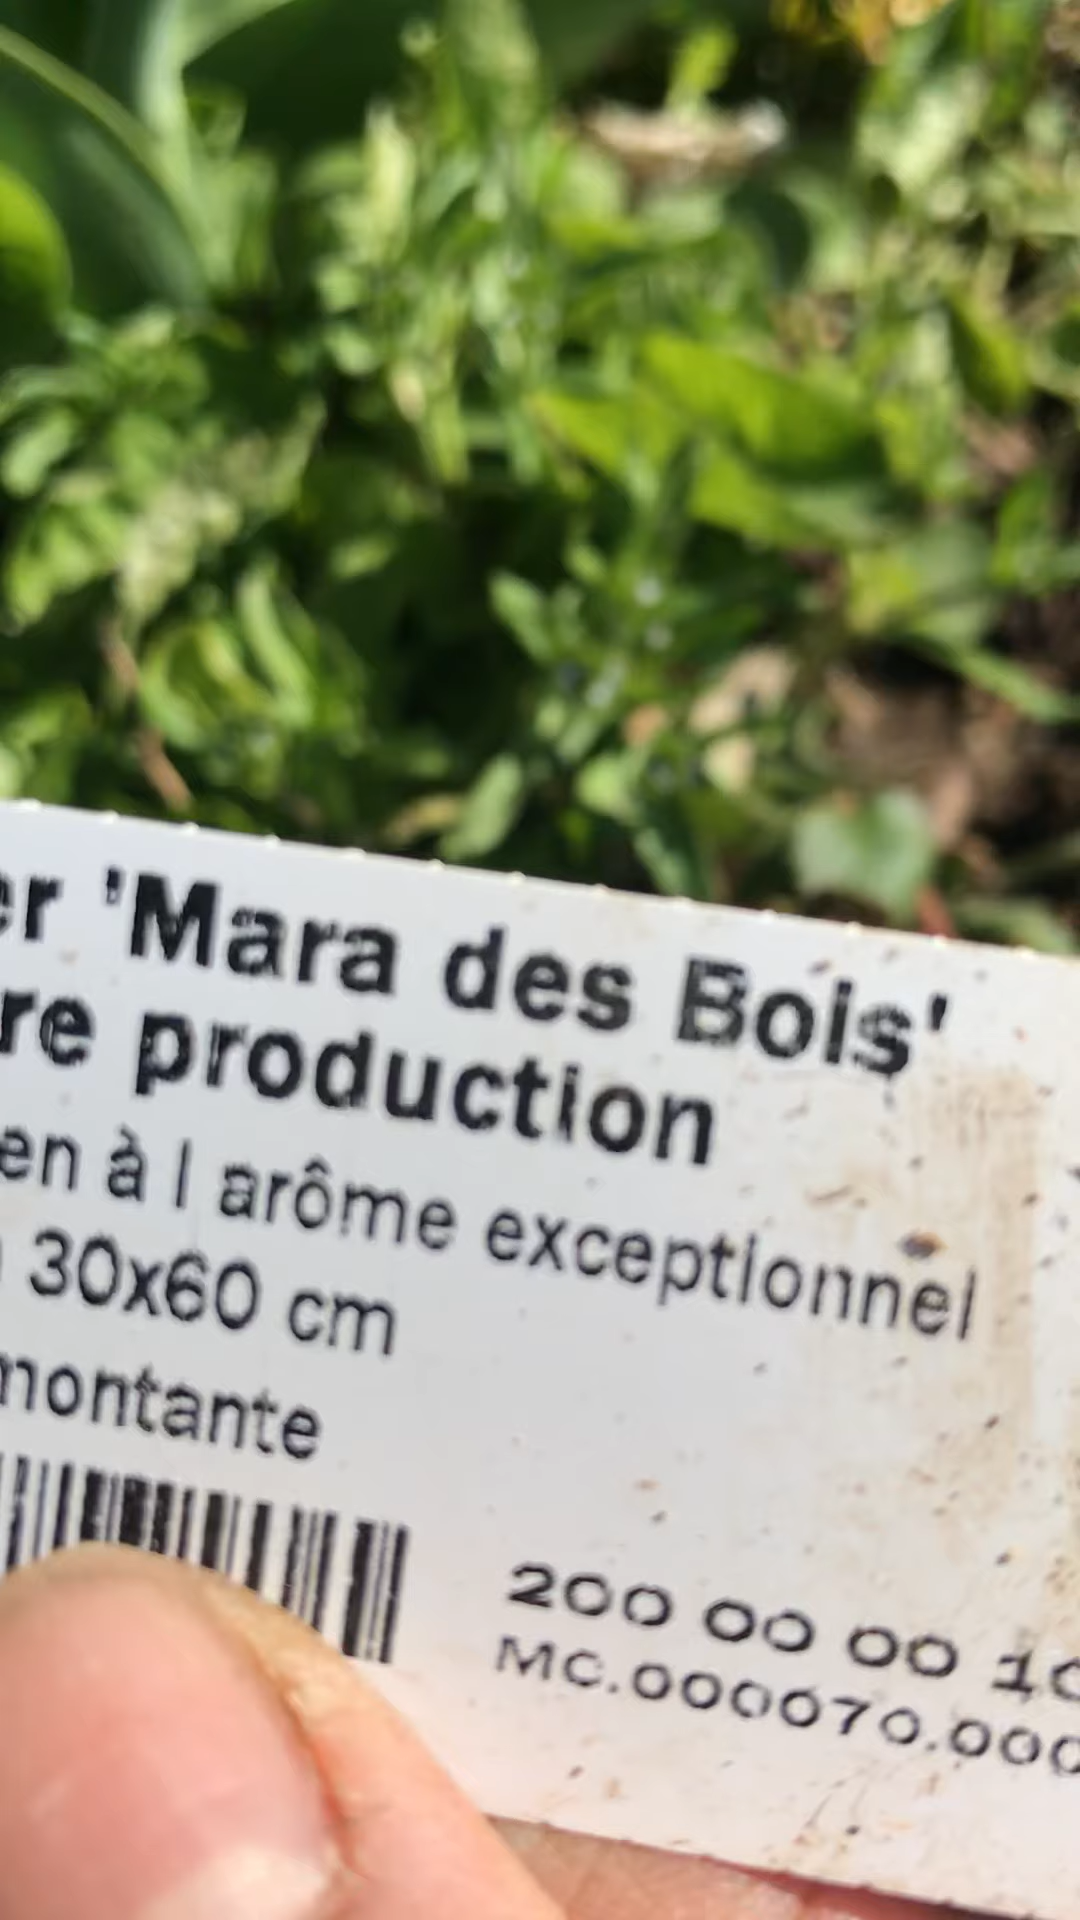 er 'Mara des Bois'
re production
en à l arôme exceptionnel
30x60 cm
montante
200 00 00 10
MC.000070.000